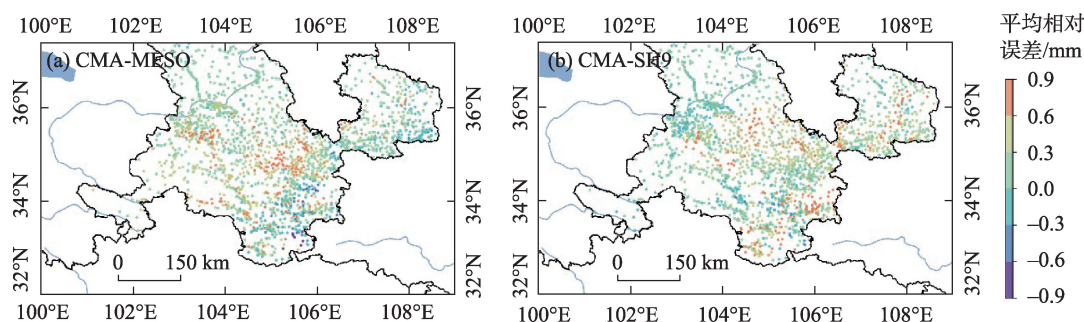 100°E 102°E 104°E 106°E 108°E 100°E 102°E 104°E 106°E 108°E
平均相对
误差/mm
(a) CMA-MESO
(b) CMA-SH9
36°N 36°N 36°N 36°N
34°N 34°N 34°N 34°N
32°N 32°N 32°N 32°N
0.9
0.6
0.3
0.0
−0.3
−0.6
−0.9
0 150 km
0 150 km
100°E 102°E 104°E 106°E 108°E 100°E 102°E 104°E 106°E 108°E